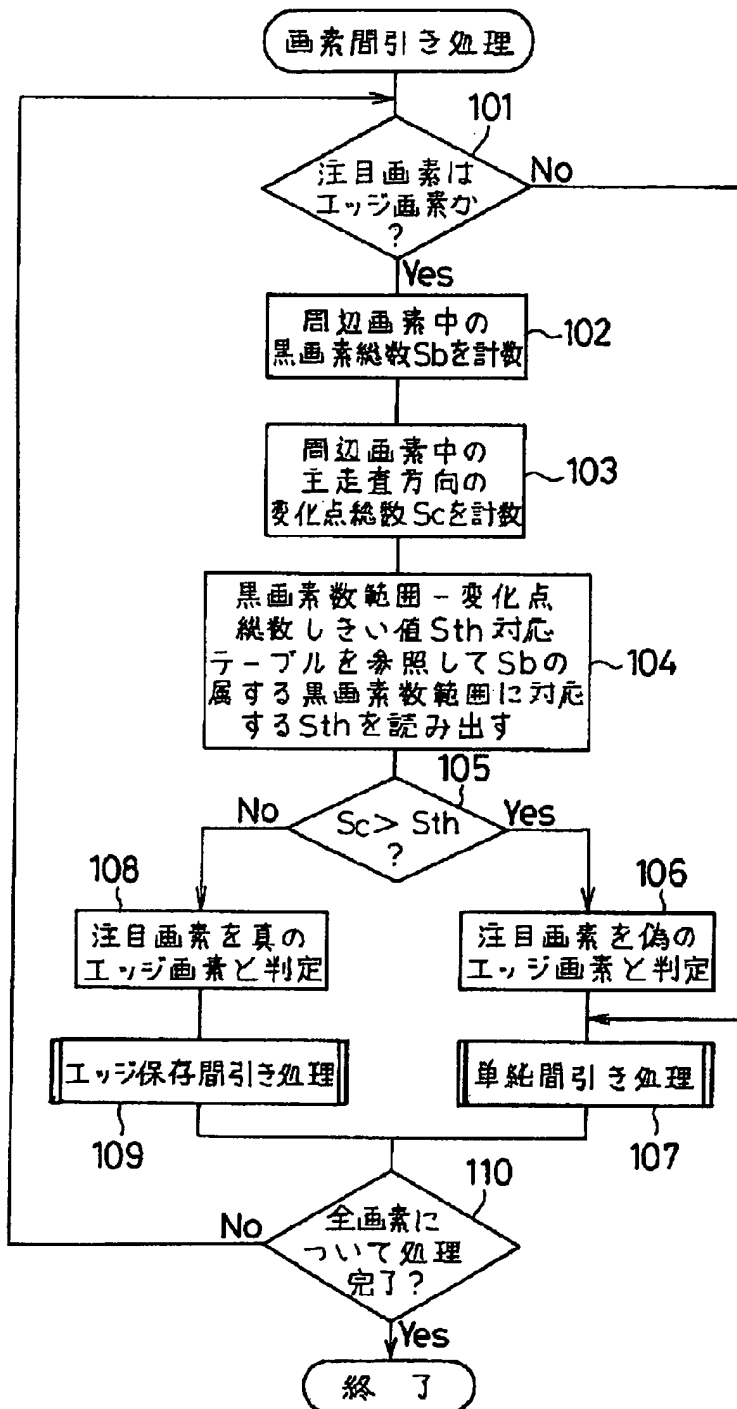 画素間引き処理
101
注目画素は
エッジ画素か
?
No
Yes
周辺画素中の
黒画素総数Sbを計数
102
周辺画素中の
主走査方向の
変化点総数Scを計数
103
黒画素数範囲-変化点
総数しきい値Sth対応
テーブルを参照してSbの
属する黒画素数範囲に対応
するSthを読み出す
104
105
No
Sc>Sth
?
Yes
108
注目画素を真の
エッジ画素と判定
106
注目画素を偽の
エッジ画素と判定
エッジ保存間引き処理
109
単純間引き処理
107
110
No
全画素に
ついて処理
完了?
Yes
終了